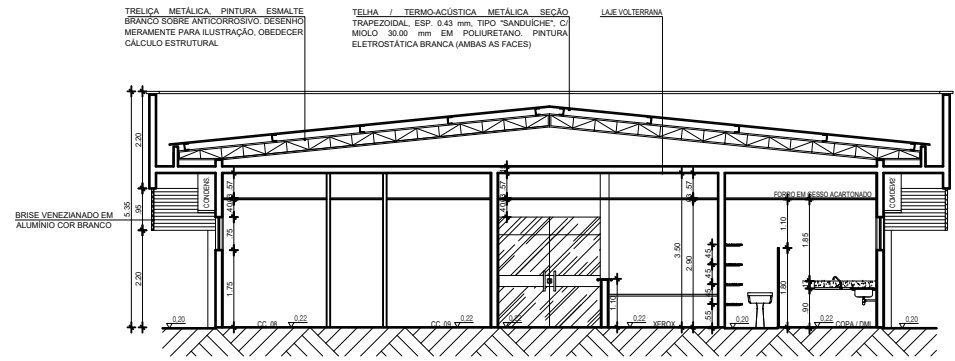 TRELIÇA METÁLICA, PINTURA ESMALTE
BRANCO SOBRE ANTICORROSIVO. DESENHO
MERAMENTE PARA ILUSTRAÇÃO, OBEDECER
CÁLCULO ESTRUTURAL
TELHA / TERMO-ACÚSTICA METÁLICA SEÇÃO
TRAPEZOIDAL, ESP. 0.43 mm, TIPO "SANDUÍCHE", C/
MIOLO 30.00 mm EM POLIURETANO. PINTURA
ELETROSTÁTICA BRANCA (AMBAS AS FACES)
LAJE VOLTERRANA
2.20
5.35
.95
2.20
BRISE VENEZIANADO EM
ALUMÍNIO COR BRANCO
CONDENS.
.57
.40
.75
1.75
.57
.40
1.10
3.50
.57
2.90
.45
.45
.45
.45
.55
FORRO EM GESSO ACARTONADO
1.10
1.80
1.85
.90
CONDENS.
0.20
CC. 08
0.22
CC. 09
0.22
0.22
XEROX
0.20
0.22
COPA / DML
0.20